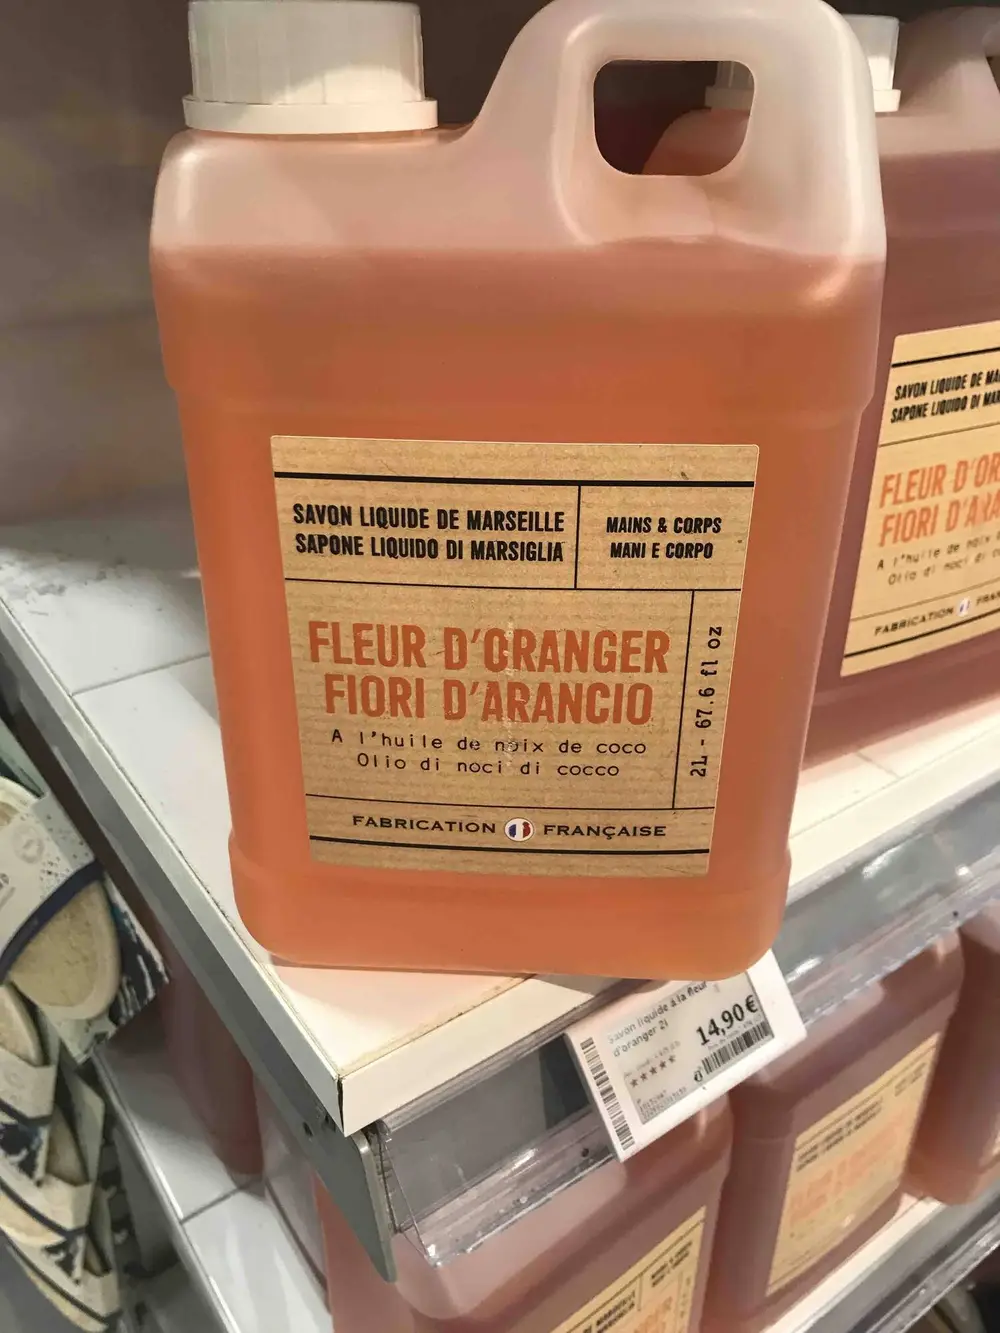 SAVON LIQUIDE DE MARSEILLE
SAPONE LIQUIDO DI MARSIGLIA
MAINS & CORPS
MANI E CORPO
FLEUR D'ORANGER
FIORI D'ARANCIO
A l'huile de noix de coco
Olio di noci di cocco
2L - 67.6 fl oz
FABRICATION FRANÇAISE
SAVON LIQUIDE DE MA
SAPONE LIQUIDO DI MAR
FLEUR D'OR
FIORI D'ARA
A l'huile de noix
Olio di noci di
FABRICATION FRAN
Savon liquide à la fleur
d'oranger 2l
14,90€